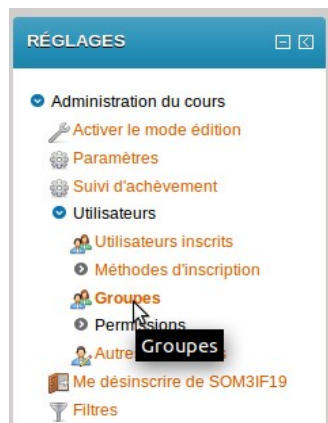 RÉGLAGES
Administration du cours
Activer le mode édition
Paramètres
Suivi d'achèvement
Utilisateurs
Utilisateurs inscrits
Méthodes d'inscription
Groupes
Permissions
Groupes
Me désinscrire de SOM3IF19
Filtres